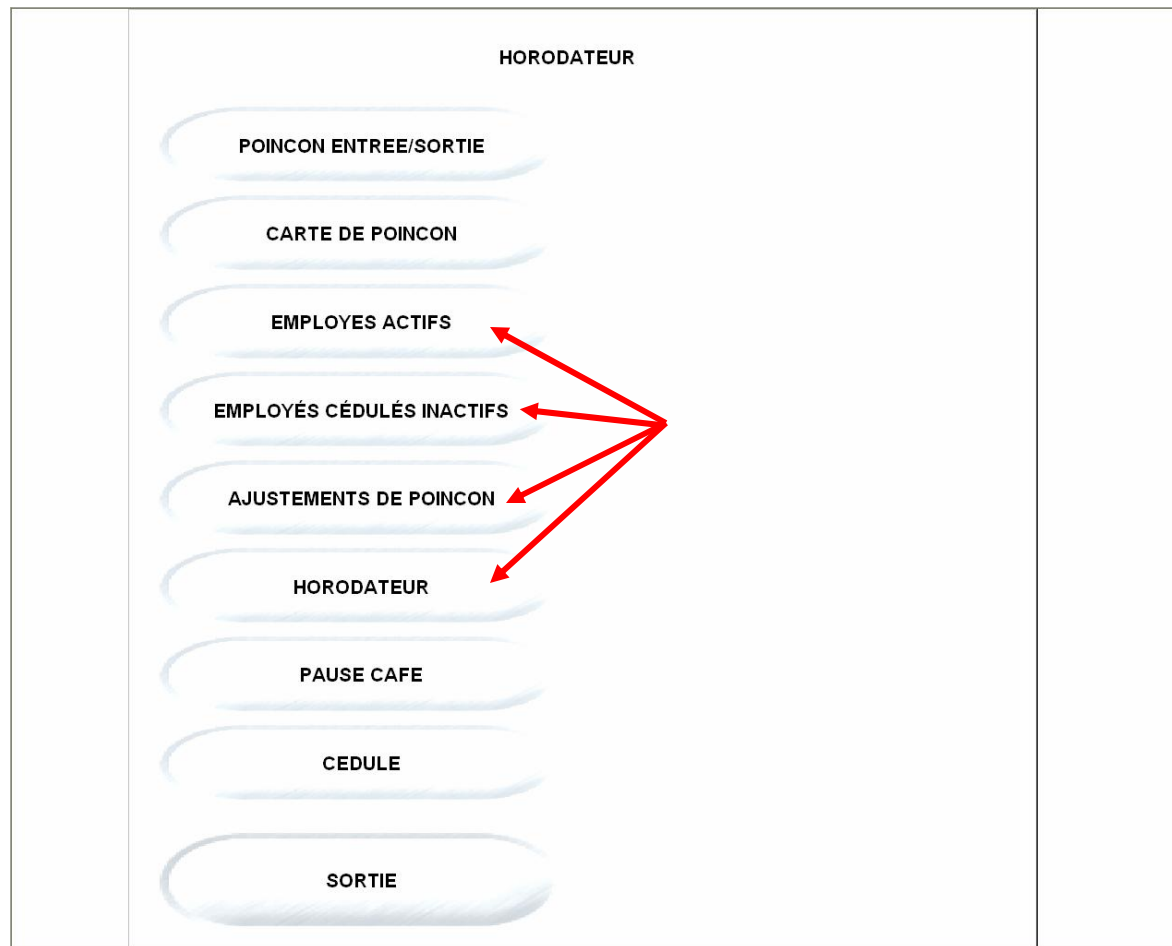 HORODATEUR
POINCON ENTREE/SORTIE
CARTE DE POINCON
EMPLOYES ACTIFS
EMPLOYÉS CÉDULÉS INACTIFS
AJUSTEMENTS DE POINCON
HORODATEUR
PAUSE CAFE
CEDULE
SORTIE